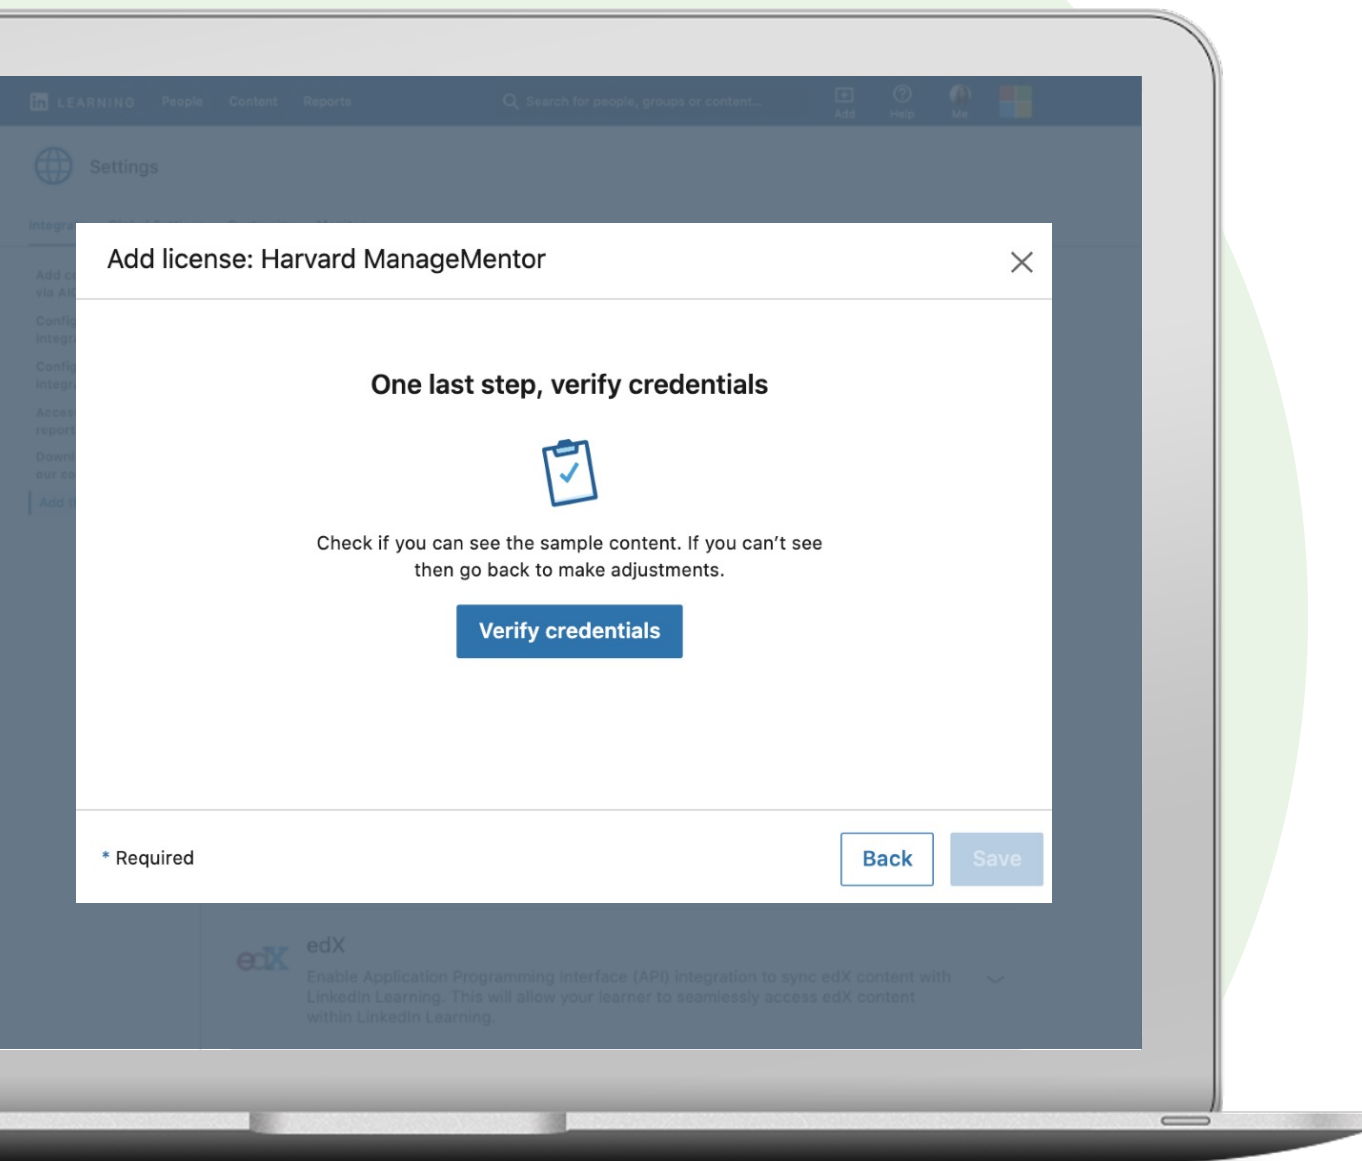 in LEARNING People Content Reports Search for people, groups or content... Add Help Me
Settings
Add license: Harvard ManageMentor
One last step, verify credentials
Check if you can see the sample content. If you can't see
then go back to make adjustments.
Verify credentials
* Required
Back Save
edX
edX
Enable Application Programming Interface (API) integration to sync edX content with
LinkedIn Learning. This will allow your learner to seamlessly access edX content
within LinkedIn Learning.